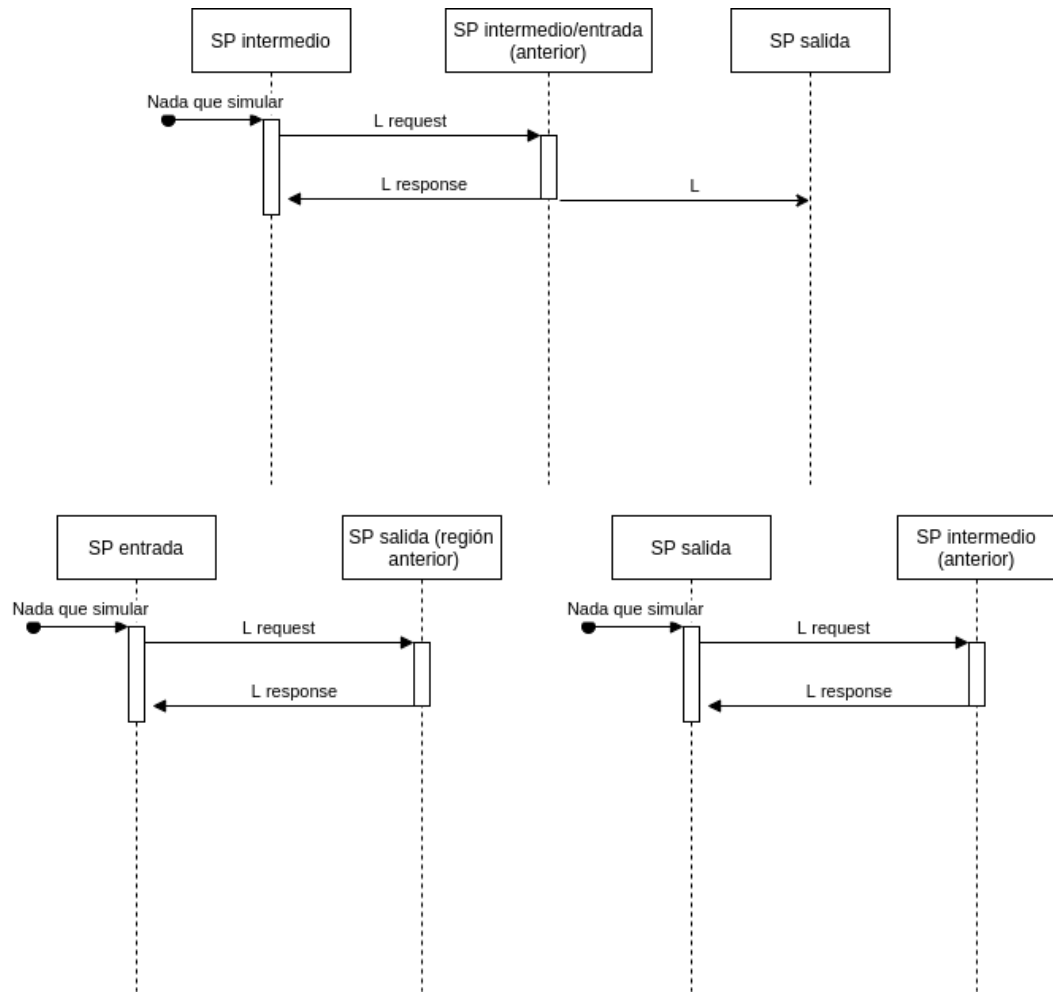 SP intermedio
SP intermedio/entrada
(anterior)
SP salida
Nada que simular
L request
L response
L
SP entrada
SP salida (región
anterior)
SP salida
SP intermedio
(anterior)
Nada que simular
L request
L response
Nada que simular
L request
L response